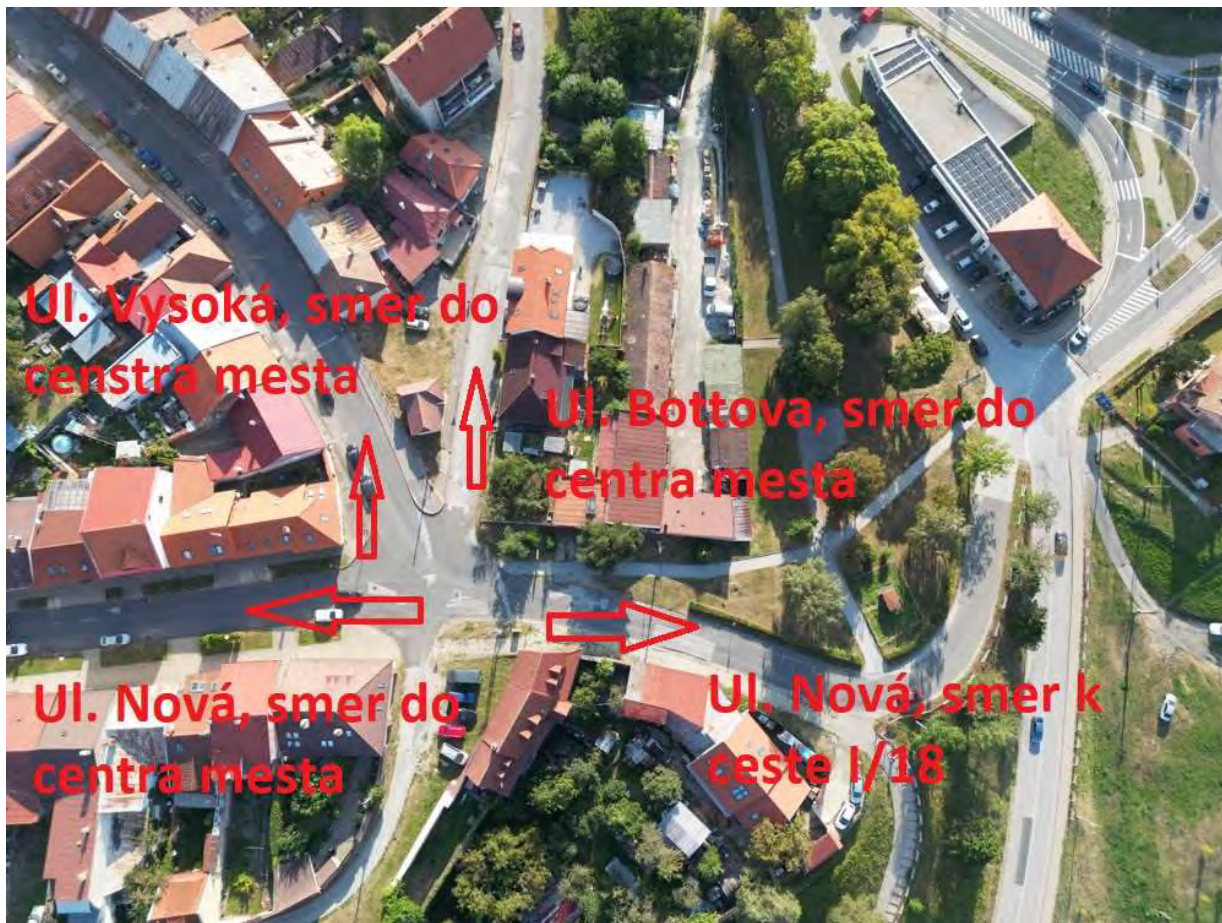 Ul. Vysoká, smer do
censtra mesta
Ul. Bottova, smer do
centra mesta
Ul. Nová, smer do
centra mesta
Ul. Nová, smer k
ceste I/18